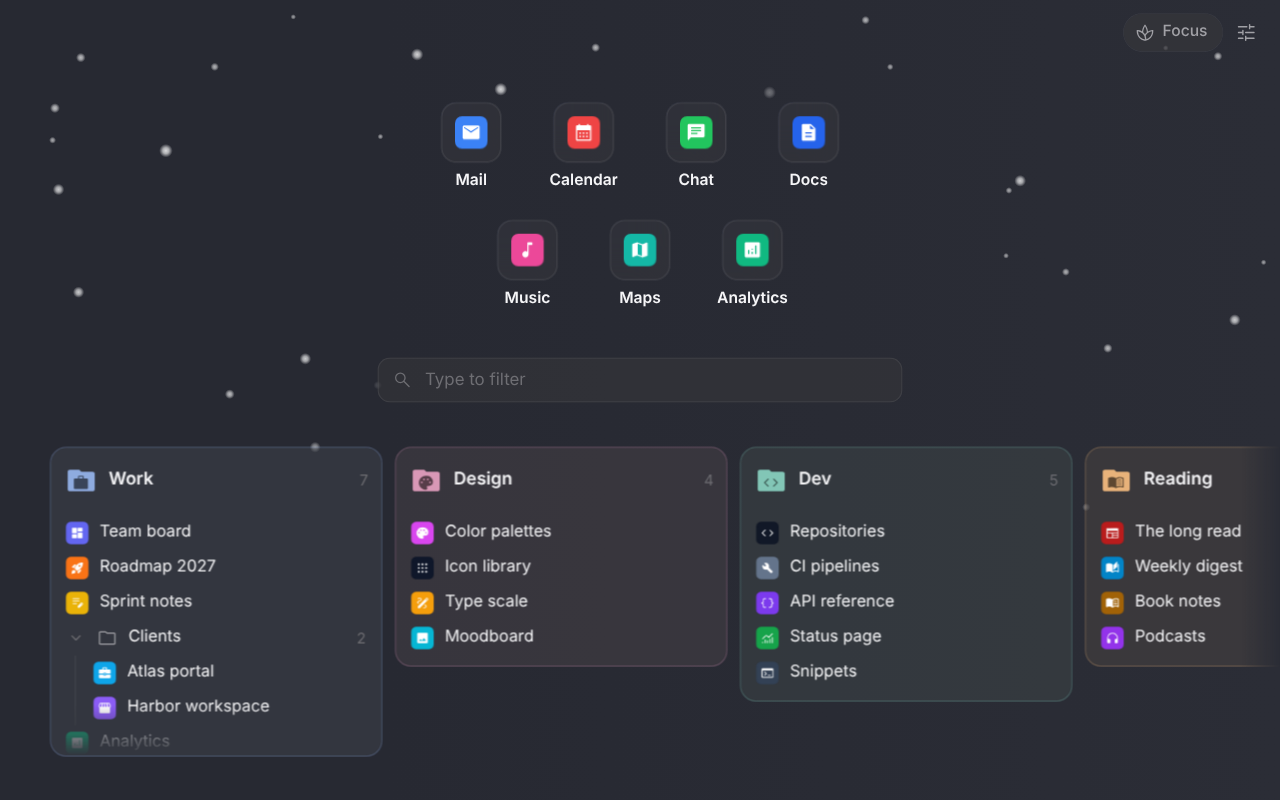 Focus
Mail
Calendar
Chat
Docs
Music
Maps
Analytics
Type to filter
Work 7
Team board
Roadmap 2027
Sprint notes
Clients 2
Atlas portal
Harbor workspace
Analytics
Design 4
Color palettes
Icon library
Type scale
Moodboard
Dev 5
Repositories
CI pipelines
API reference
Status page
Snippets
Reading
The long read
Weekly digest
Book notes
Podcasts